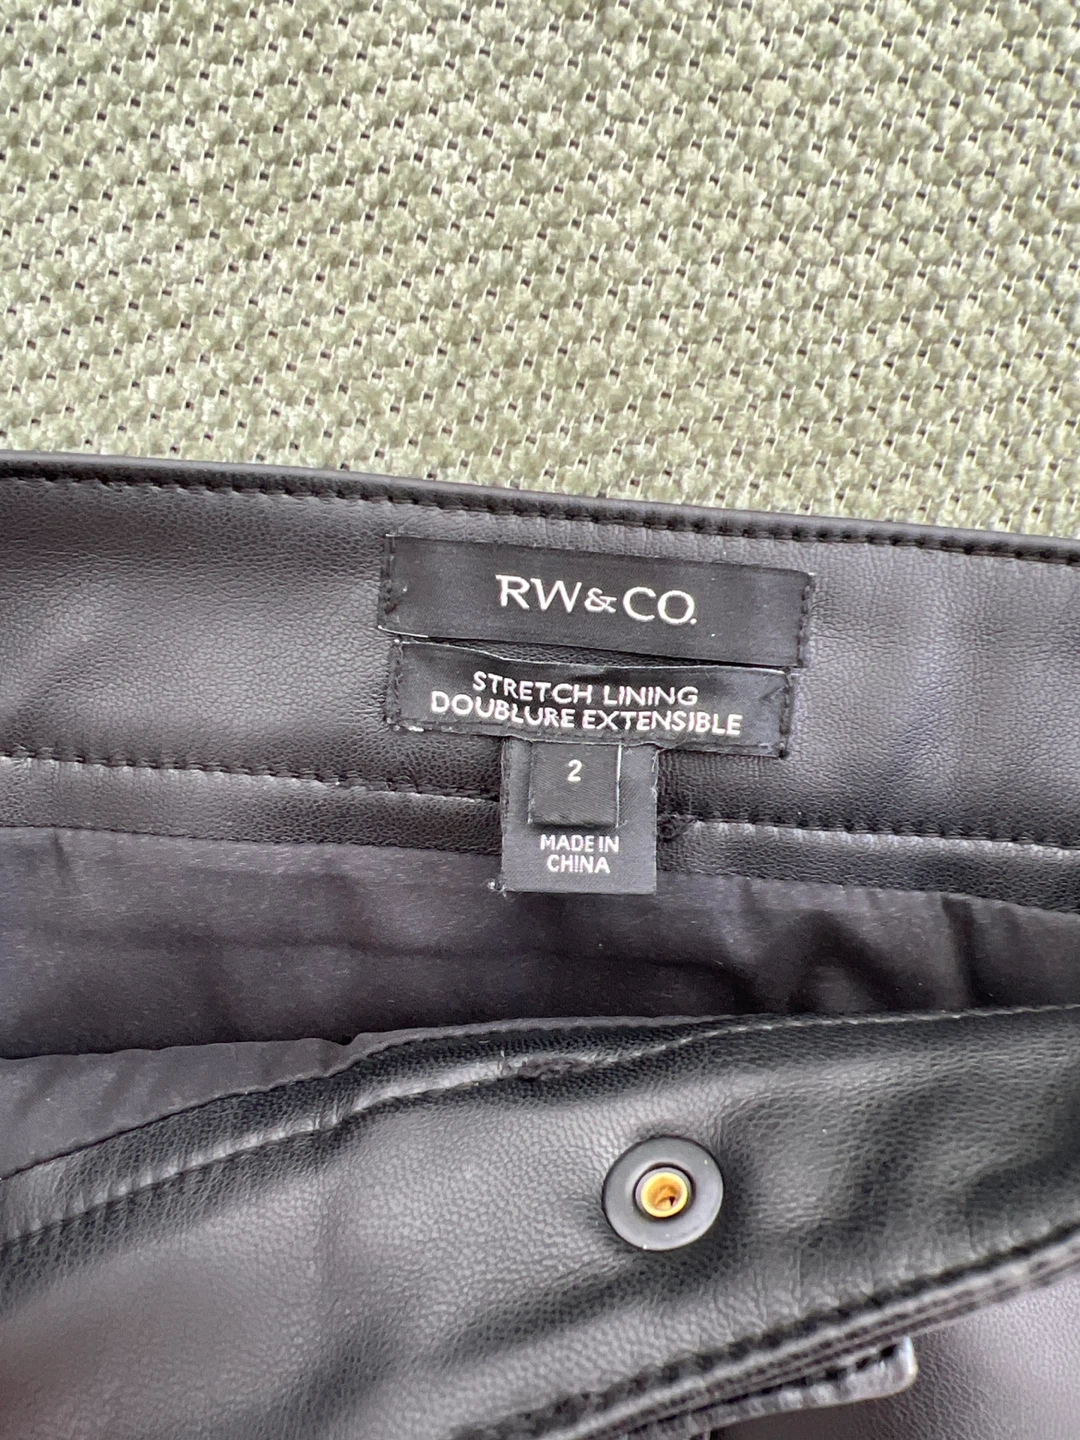 RW&CO.
STRETCH LINING
DOUBLURE EXTENSIBLE
2
MADE IN
CHINA